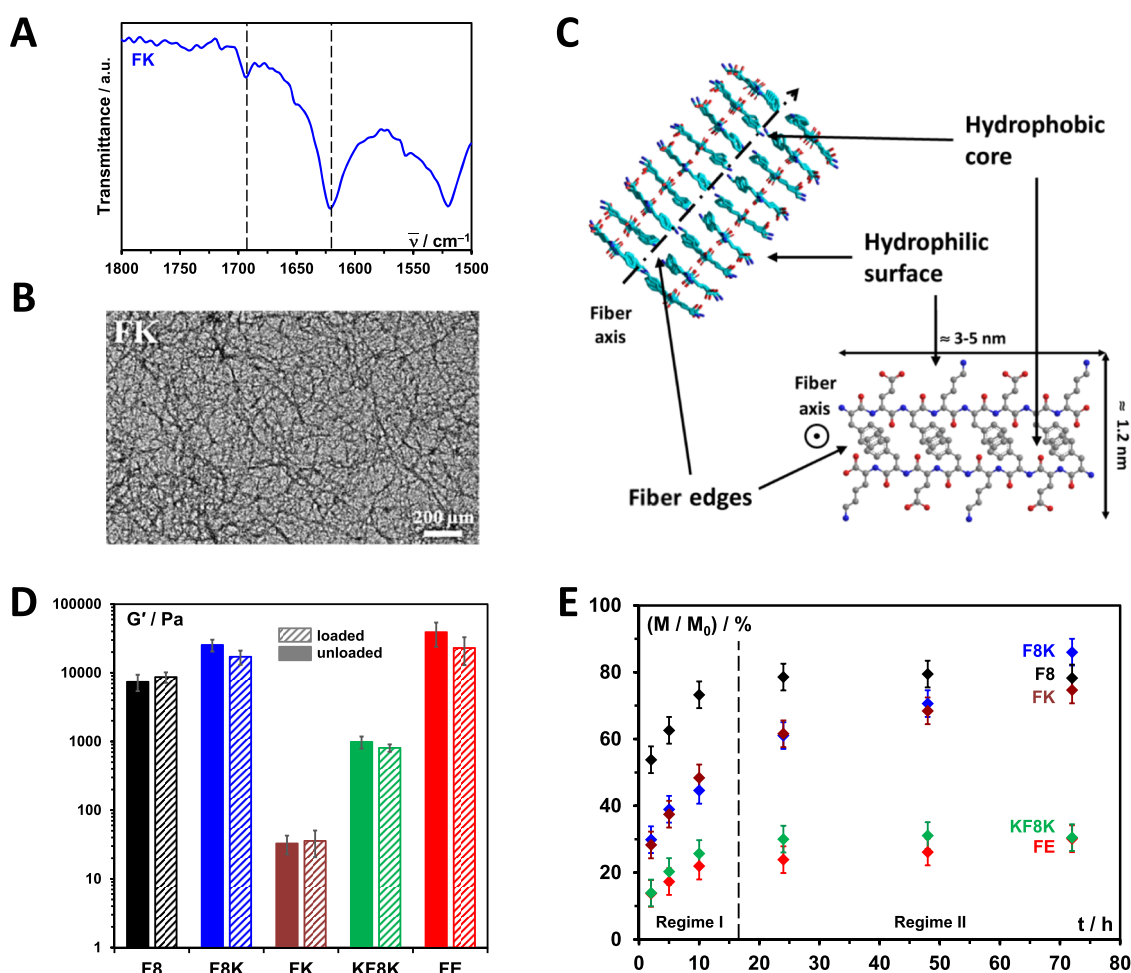 A
FK
Transmittance / a.u.
ν̅ / cm⁻¹
1800 1750 1700 1650 1600 1550 1500
B
FK
200 µm
C
Hydrophobic
core
Hydrophilic
surface
Fiber
axis
≈ 3-5 nm
Fiber
axis
≈ 1.2 nm
Fiber edges
D
G′ / Pa
loaded
unloaded
100000
10000
1000
100
10
1
F8 F8K FK KF8K FE
E
(M / M₀) / %
100
80
60
40
20
0
F8K
F8
FK
KF8K
FE
Regime I
Regime II
t / h
0 10 20 30 40 50 60 70 80